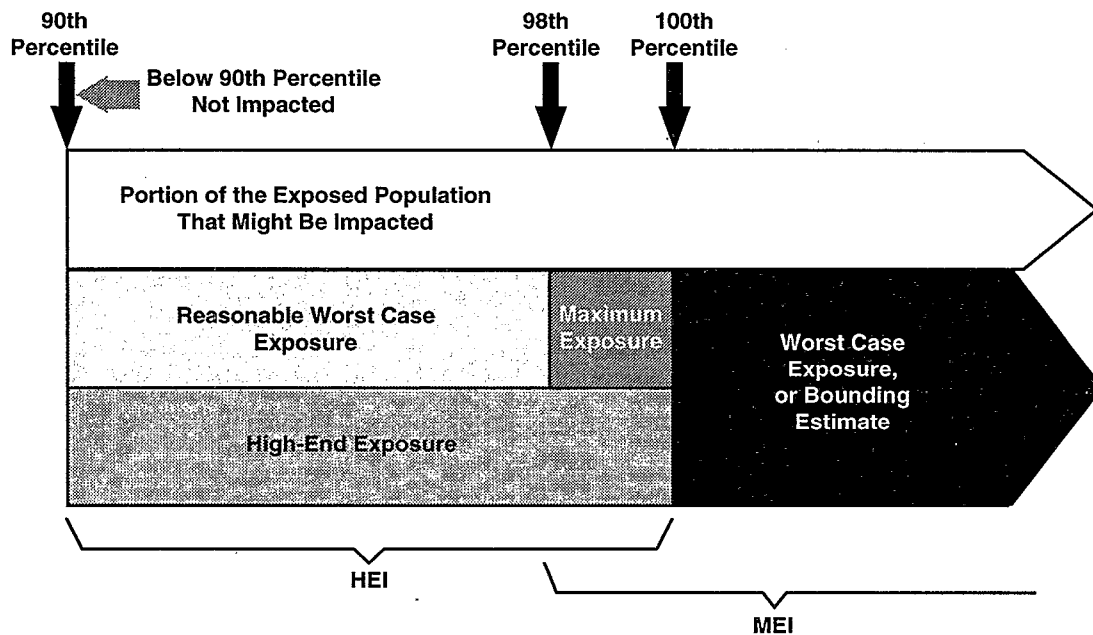 90th
Percentile
98th
Percentile
100th
Percentile
Below 90th Percentile
Not Impacted
Portion of the Exposed Population
That Might Be Impacted
Reasonable Worst Case
Exposure
Maximum
Exposure
Worst Case
Exposure,
or Bounding
Estimate
High-End Exposure
HEI
MEI